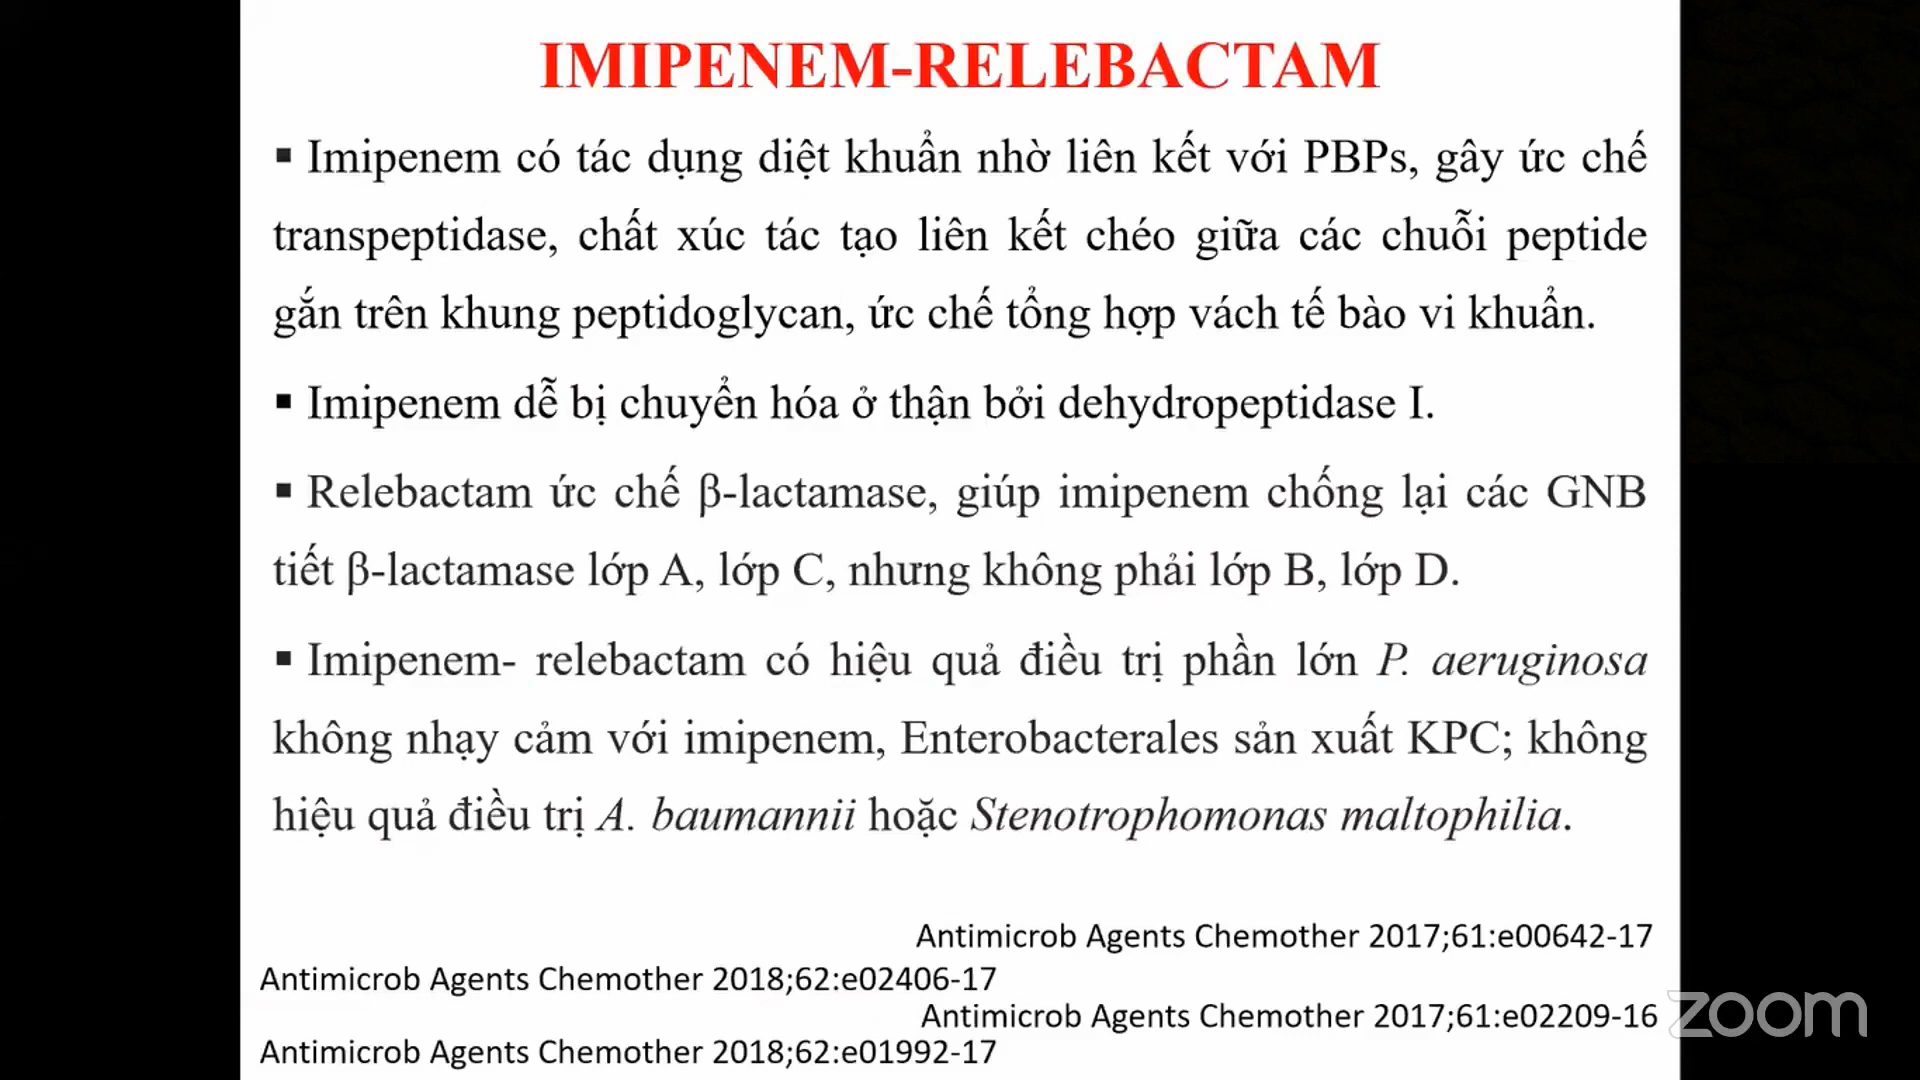 IMIPENEM-RELEBACTAM
▪ Imipenem có tác dụng diệt khuẩn nhờ liên kết với PBPs, gây ức chế
transpeptidase, chất xúc tác tạo liên kết chéo giữa các chuỗi peptide
gắn trên khung peptidoglycan, ức chế tổng hợp vách tế bào vi khuẩn.
▪ Imipenem dễ bị chuyển hóa ở thận bởi dehydropeptidase I.
▪ Relebactam ức chế β-lactamase, giúp imipenem chống lại các GNB
tiết β-lactamase lớp A, lớp C, nhưng không phải lớp B, lớp D.
▪ Imipenem- relebactam có hiệu quả điều trị phần lớn P. aeruginosa
không nhạy cảm với imipenem, Enterobacterales sản xuất KPC; không
hiệu quả điều trị A. baumannii hoặc Stenotrophomonas maltophilia.
Antimicrob Agents Chemother 2017;61:e00642-17
Antimicrob Agents Chemother 2018;62:e02406-17
Antimicrob Agents Chemother 2017;61:e02209-16
Antimicrob Agents Chemother 2018;62:e01992-17
zoom